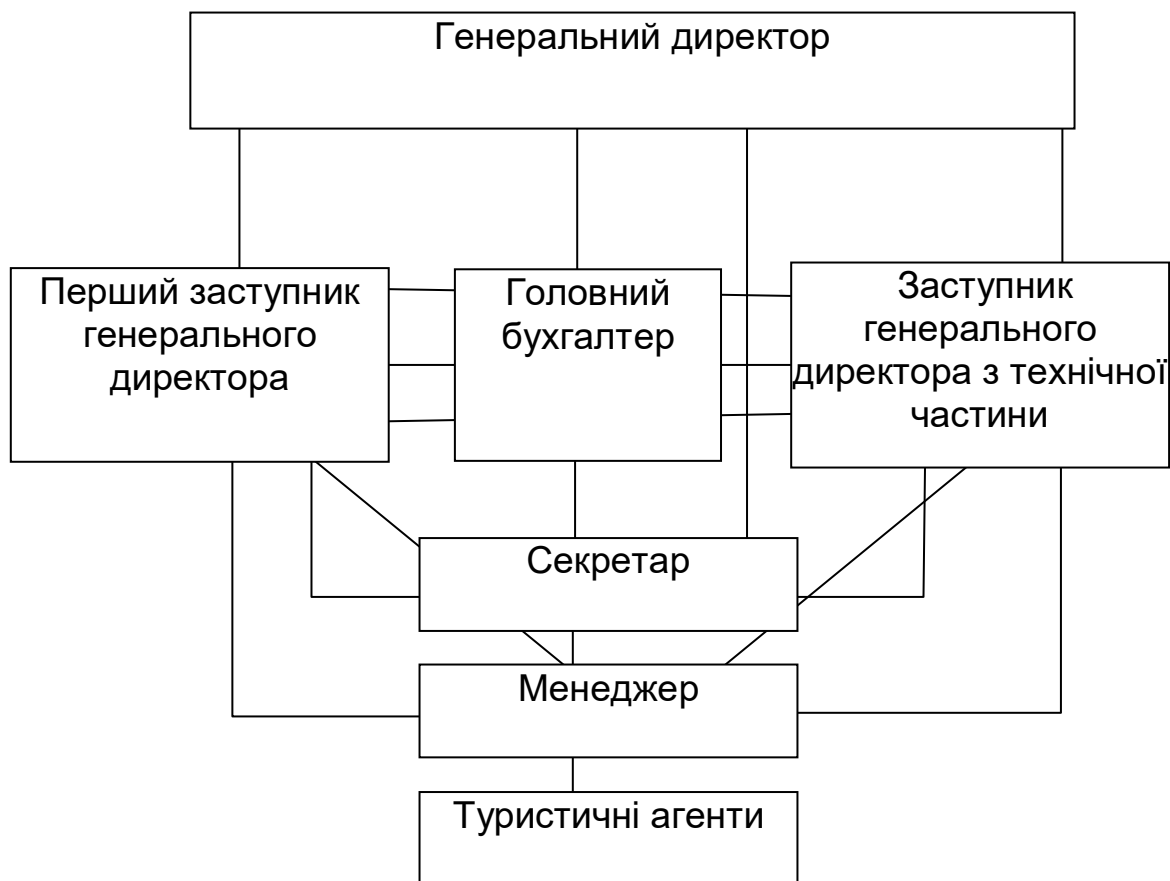 Генеральний директор
Перший заступник
генерального
директора
Головний
бухгалтер
Заступник
генерального
директора з технічної
частини
Секретар
Менеджер
Туристичні агенти